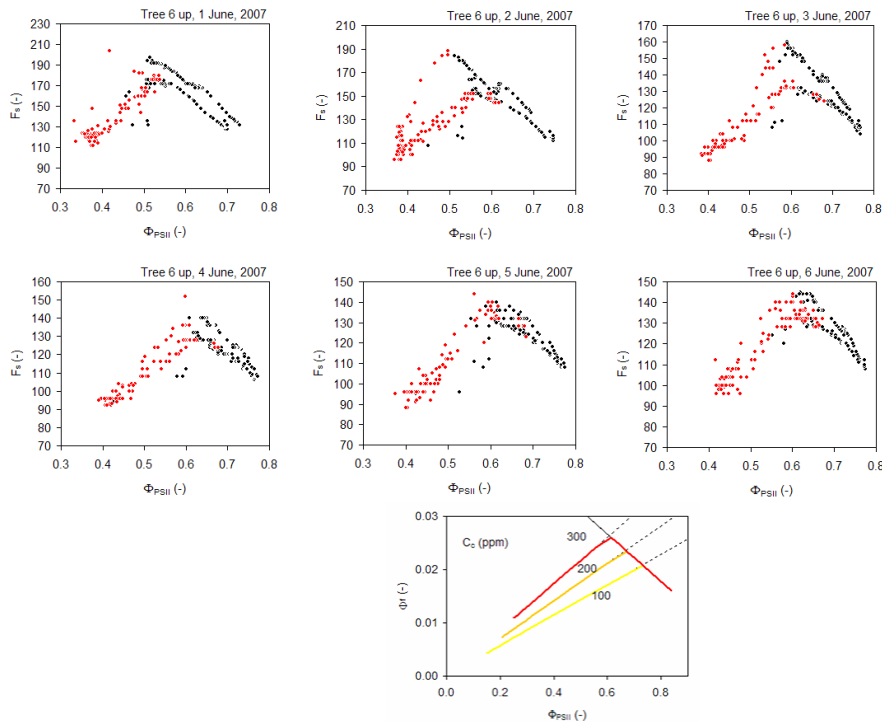 Tree 6 up, 1 June, 2007
Fs (-)
230
210
190
170
150
130
110
90
70
0.3 0.4 0.5 0.6 0.7 0.8
ΦPSII (-)
Tree 6 up, 2 June, 2007
210
190
170
150
130
110
90
70
0.3 0.4 0.5 0.6 0.7 0.8
ΦPSII (-)
Tree 6 up, 3 June, 2007
Fs (-)
170
160
150
140
130
120
110
100
90
80
70
0.3 0.4 0.5 0.6 0.7 0.8
ΦPSII (-)
Tree 6 up, 4 June, 2007
Fs (-)
160
150
140
130
120
110
100
90
80
70
0.3 0.4 0.5 0.6 0.7 0.8
ΦPSII (-)
Tree 6 up, 5 June, 2007
Fs (-)
150
140
130
120
110
100
90
80
70
0.3 0.4 0.5 0.6 0.7 0.8
ΦPSII (-)
Tree 6 up, 6 June, 2007
Fs (-)
150
140
130
120
110
100
90
80
70
0.3 0.4 0.5 0.6 0.7 0.8
ΦPSII (-)
Cc (ppm)
300
200
100
Φf (-)
0.03
0.02
0.01
0.00
0.0 0.2 0.4 0.6 0.8
ΦPSII (-)